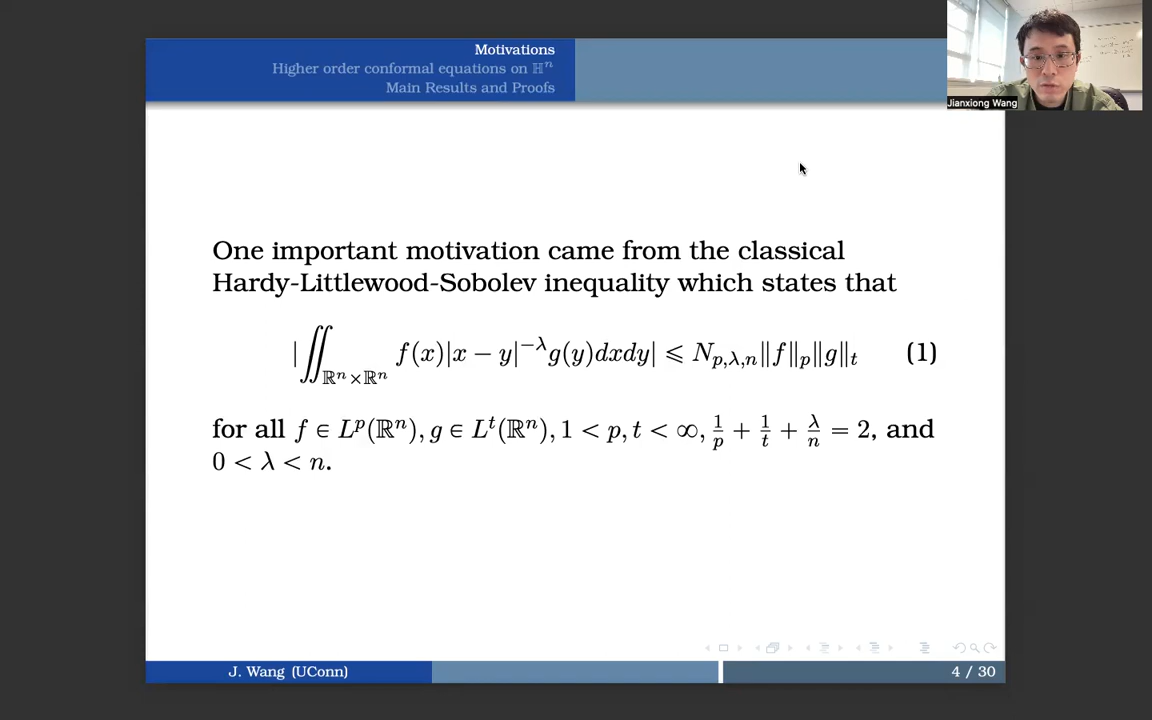 Motivations
Higher order conformal equations on ℍⁿ
Main Results and Proofs
Jianxiong Wang
One important motivation came from the classical
Hardy-Littlewood-Sobolev inequality which states that
|∬_{ℝⁿ×ℝⁿ} f(x)|x − y|^{−λ}g(y)dxdy| ⩽ N_{p,λ,n}‖f‖_p‖g‖_t (1)
for all f ∈ L^p(ℝⁿ), g ∈ L^t(ℝⁿ), 1 < p, t < ∞, 1/p + 1/t + λ/n = 2, and
0 < λ < n.
J. Wang (UConn)
4 / 30